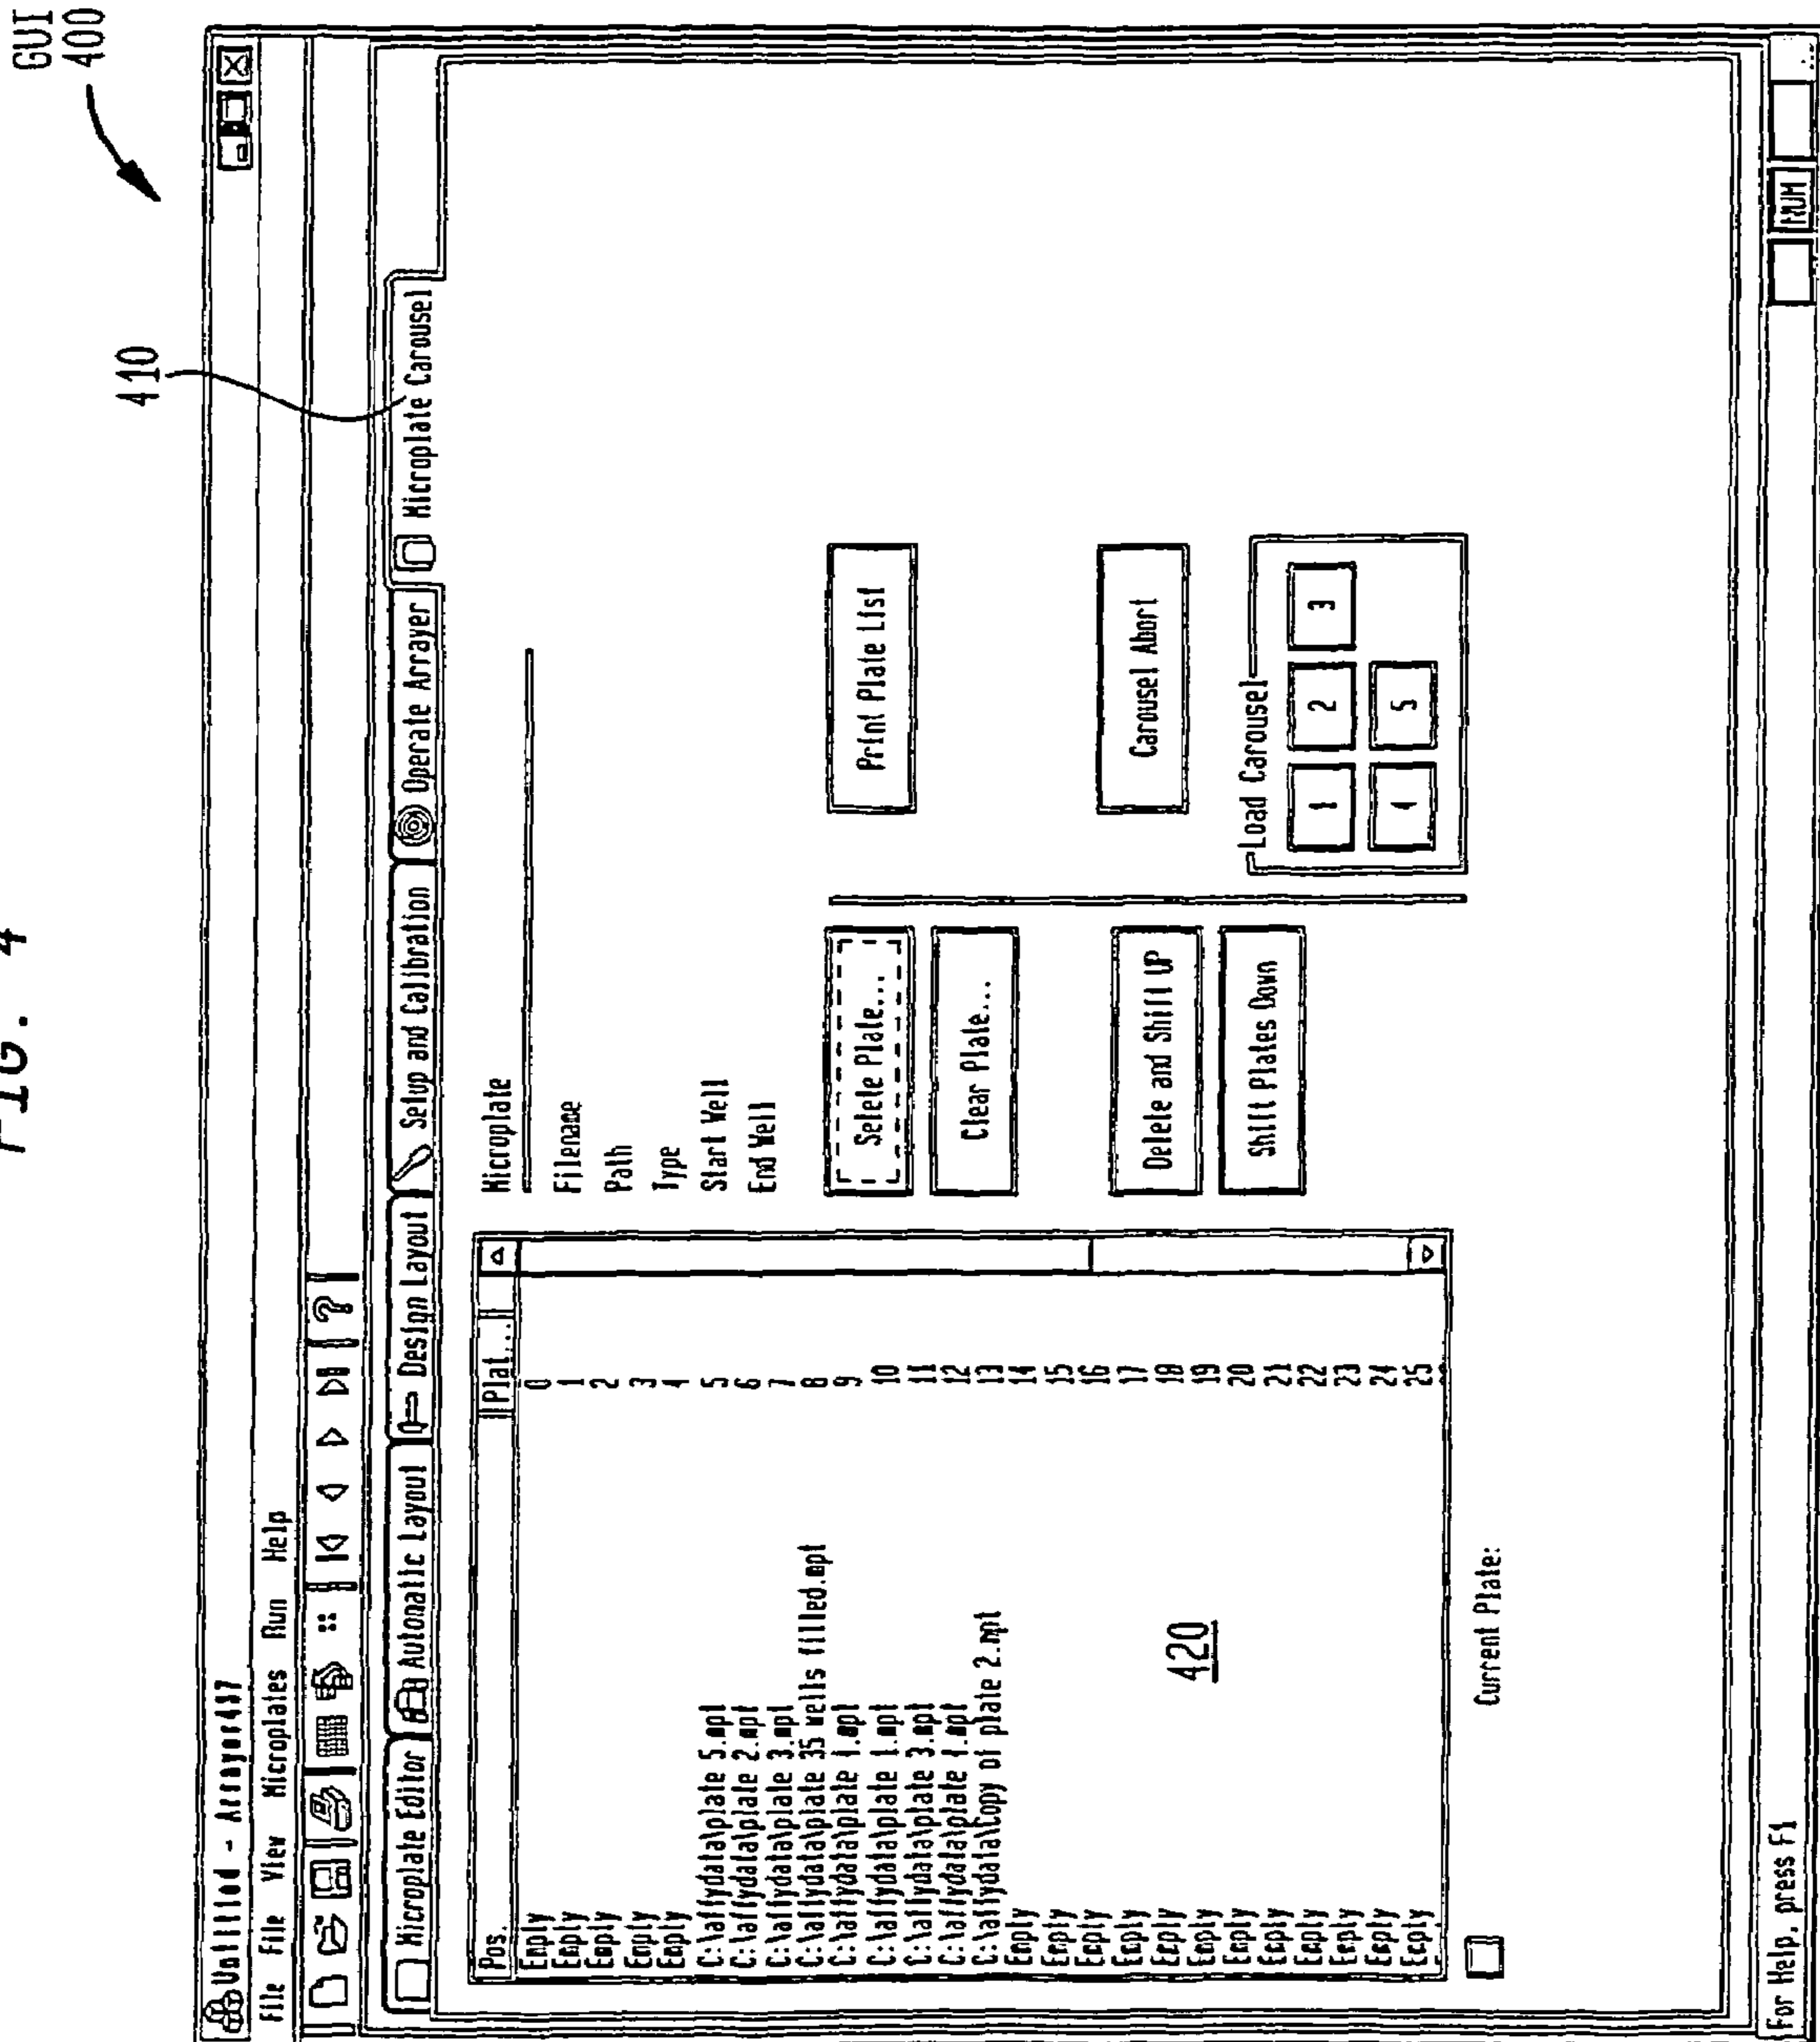 FIG. 4
GUI
400
Untitled - Arrayer437
File File View Microplates Run Help
?
410
Microplate Editor Automatic Layout Design Layout Setup and Calibration Operate Arrayer Microplate Carousel
Pos. Plat...
Empty 0
Empty 1
Empty 2
Empty 3
Empty 4
C:\affydata\plate 5.mpt 5
C:\affydata\plate 2.mpt 6
C:\affydata\plate 3.mpt 7
C:\affydata\plate 35 wells filled.mpt 8
C:\affydata\plate 1.mpt 9
C:\affydata\plate 1.mpt 10
C:\affydata\plate 3.mpt 11
C:\affydata\plate 1.mpt 12
C:\affydata\Copy of plate 2.mpt 13
Empty 14
Empty 15
Empty 16
Empty 17
Empty 18
Empty 19
Empty 20
Empty 21
Empty 22
Empty 23
Empty 24
Empty 25
420
Current Plate:
Microplate
Filename
Path
Type
Start Well
End Well
Selete Plate...
Clear Plate...
Delete and Shift UP
Shift Plates Down
Print Plate List
Carousel Abort
Load Carousel
1 2 3
4 5
For Help, press F1
NUM